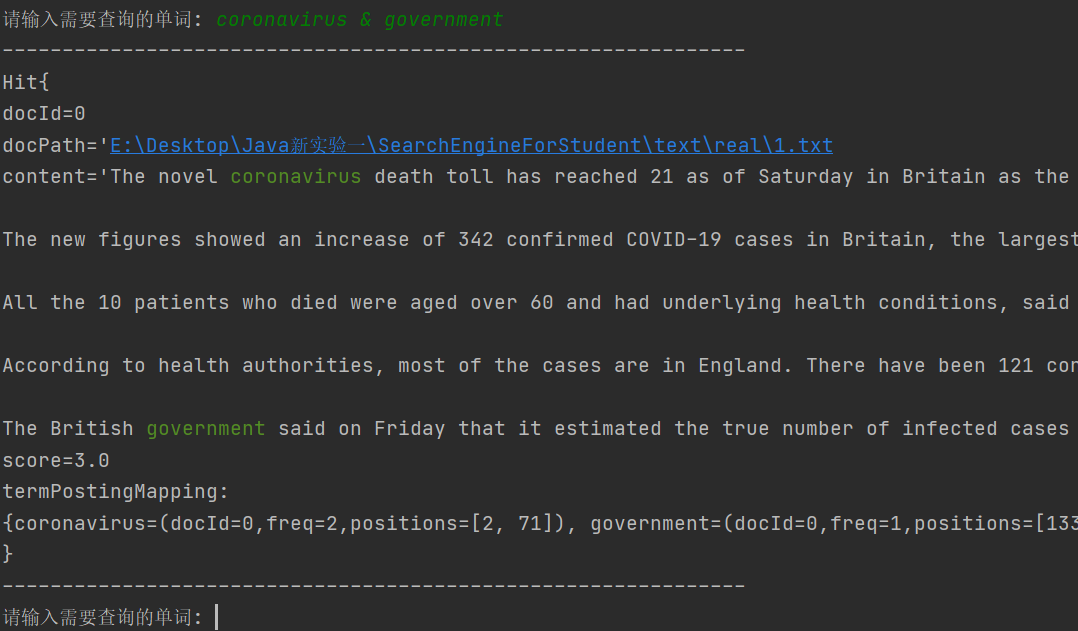 请输入需要查询的单词: coronavirus & government
--------------------------------------------------------------
Hit{
docId=0
docPath='E:\Desktop\Java新实验一\SearchEngineForStudent\text\real\1.txt
content='The novel coronavirus death toll has reached 21 as of Saturday in Britain as the
The new figures showed an increase of 342 confirmed COVID-19 cases in Britain, the largest
All the 10 patients who died were aged over 60 and had underlying health conditions, said
According to health authorities, most of the cases are in England. There have been 121 con
The British government said on Friday that it estimated the true number of infected cases
score=3.0
termPostingMapping:
{coronavirus=(docId=0,freq=2,positions=[2, 71]), government=(docId=0,freq=1,positions=[133
}
--------------------------------------------------------------
请输入需要查询的单词: